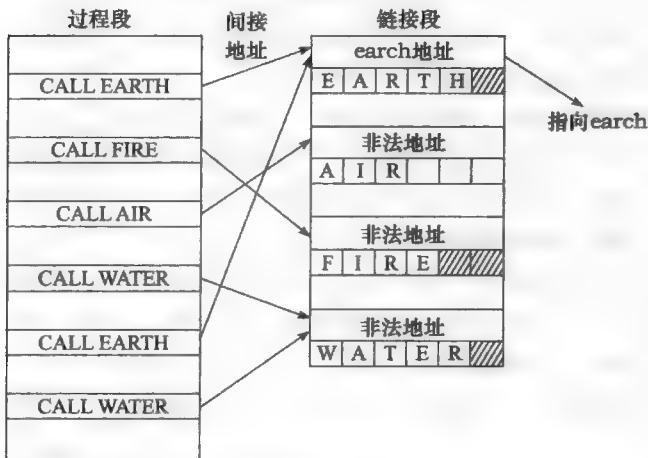 过程段
间接
地址
链接段
CALL EARTH
CALL FIRE
CALL AIR
CALL WATER
CALL EARTH
CALL WATER
earch地址
E A R T H
非法地址
A I R
非法地址
F I R E
非法地址
W A T E R
指向earch